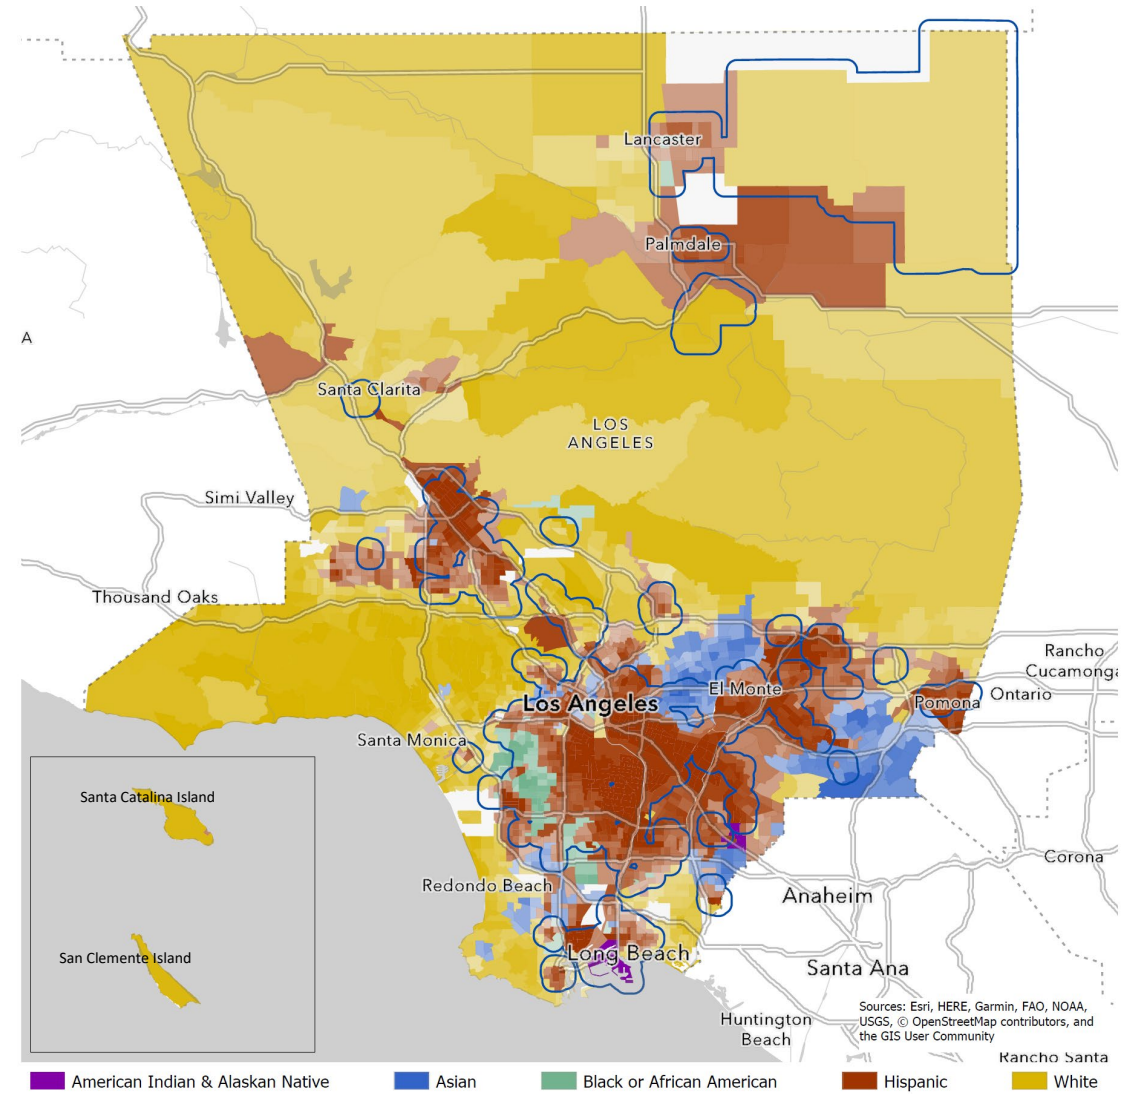 Lancaster
Palmdale
A
Santa Clarita
LOS
ANGELES
Simi Valley
Thousand Oaks
Rancho
Cucamonga
El Monte
Ontario
Pomona
Los Angeles
Santa Monica
Santa Catalina Island
Corona
Redondo Beach
Anaheim
Long Beach
San Clemente Island
Santa Ana
Sources: Esri, HERE, Garmin, FAO, NOAA,
USGS, © OpenStreetMap contributors, and
the GIS User Community
Huntington
Beach
Rancho Santa
American Indian & Alaskan Native
Asian
Black or African American
Hispanic
White